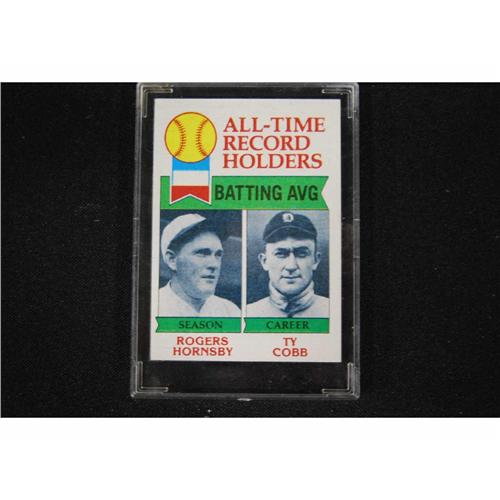 ALL-TIME
RECORD
HOLDERS
BATTING AVG
SEASON
CAREER
ROGERS
HORNSBY
TY
COBB